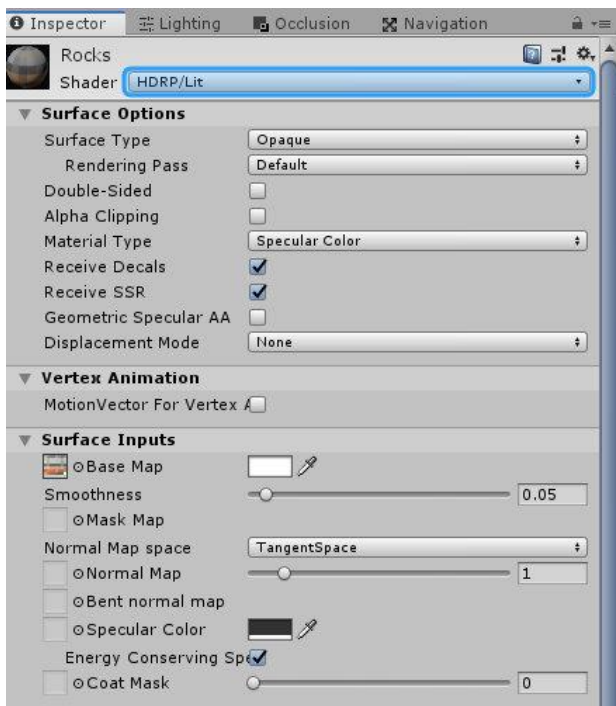 Inspector Lighting Occlusion Navigation
Rocks
Shader HDRP/Lit
Surface Options
Surface Type Opaque
Rendering Pass Default
Double-Sided
Alpha Clipping
Material Type Specular Color
Receive Decals
Receive SSR
Geometric Specular AA
Displacement Mode None
Vertex Animation
MotionVector For Vertex A
Surface Inputs
Base Map
Smoothness 0.05
Mask Map
Normal Map space TangentSpace
Normal Map 1
Bent normal map
Specular Color
Energy Conserving Spe
Coat Mask 0